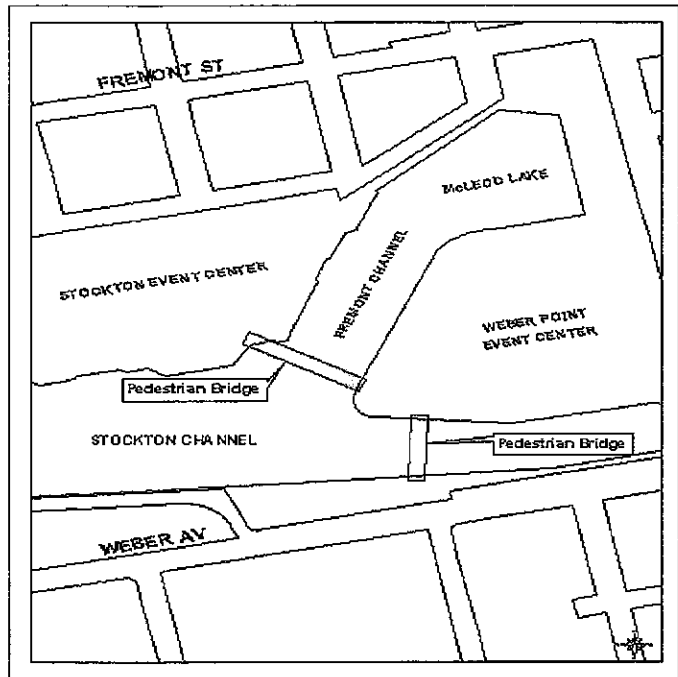 FREMONT ST
McLEOD LAKE
STOCKTON EVENT CENTER
FREMONT CHANNEL
WEBER POINT
EVENT CENTER
Pedestrian Bridge
STOCKTON CHANNEL
Pedestrian Bridge
WEBER AV